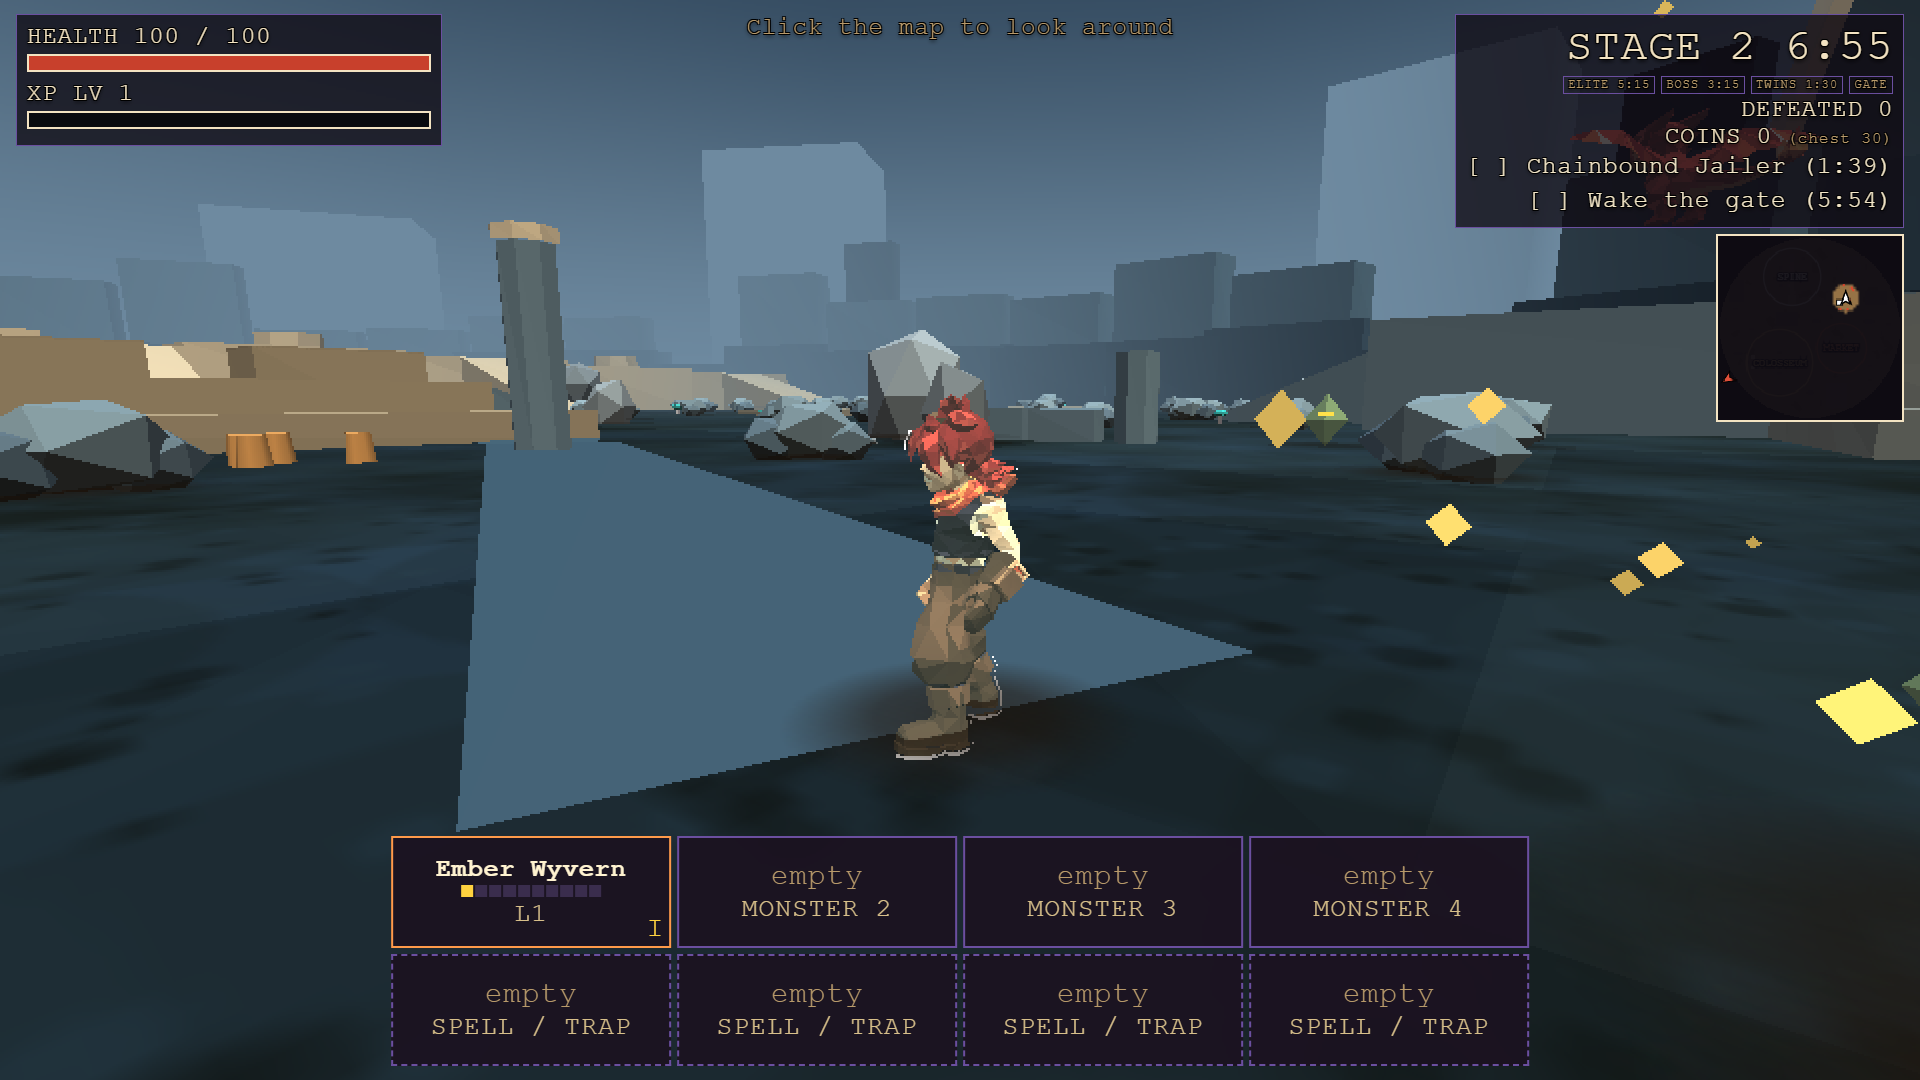 HEALTH 100 / 100
XP LV 1
Click the map to look around
STAGE 2 6:55
ELITE 5:15 BOSS 3:15 TWINS 1:30 GATE
DEFEATED 0
COINS 0 (chest 30)
[ ] Chainbound Jailer (1:39)
[ ] Wake the gate (5:54)
Ember Wyvern
L1
I
empty
MONSTER 2
empty
MONSTER 3
empty
MONSTER 4
empty
SPELL / TRAP
empty
SPELL / TRAP
empty
SPELL / TRAP
empty
SPELL / TRAP